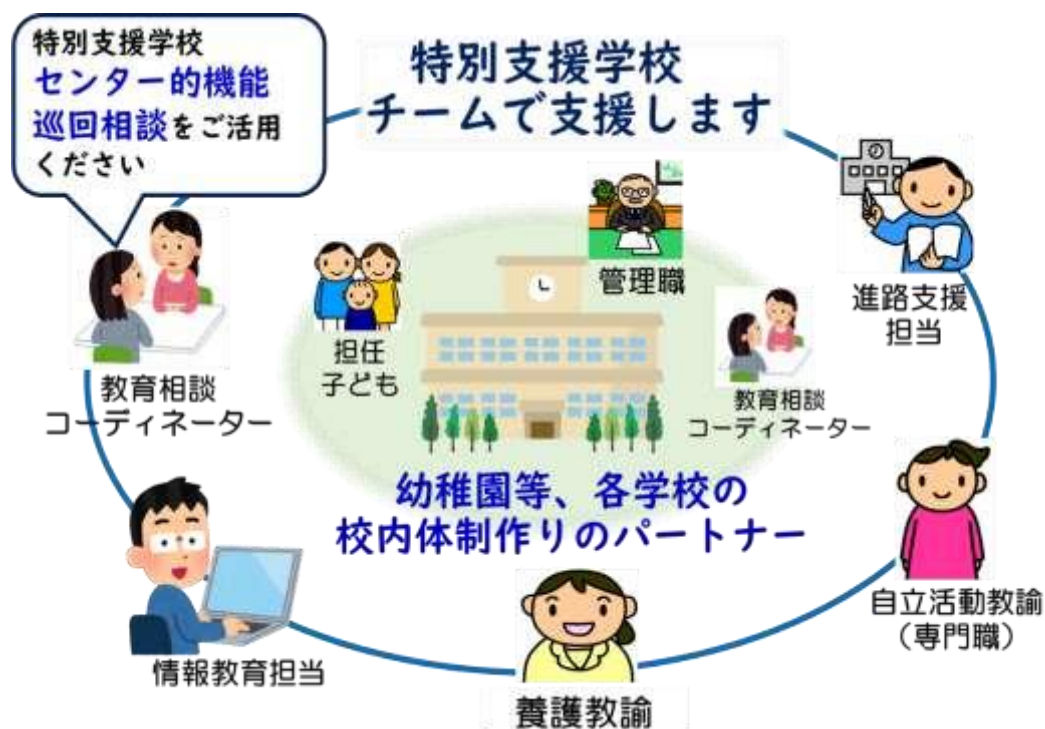 特別支援学校
センター的機能
巡回相談をご活用
ください
特別支援学校
チームで支援します
管理職
進路支援
担当
担任
子ども
教育相談
コーディネーター
教育相談
コーディネーター
幼稚園等、各学校の
校内体制作りのパートナー
自立活動教諭
（専門職）
情報教育担当
養護教諭